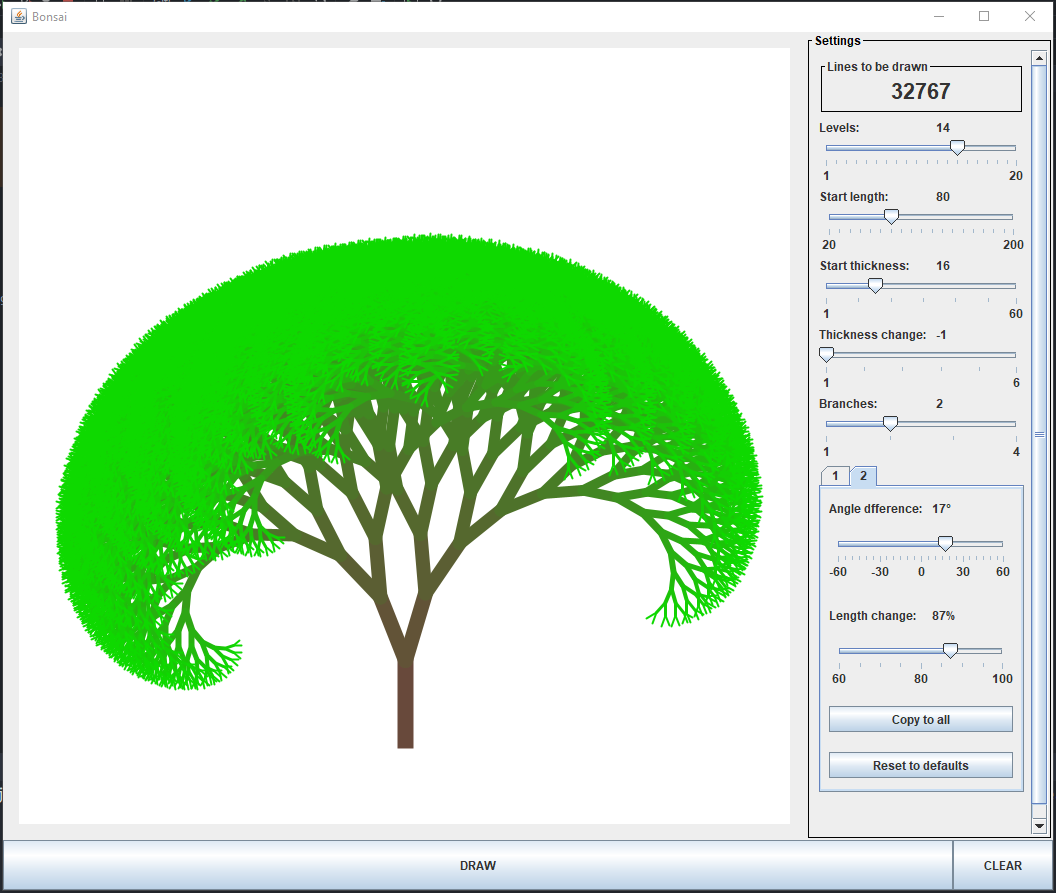 Bonsai
Settings
Lines to be drawn
32767
Levels: 14
1 20
Start length: 80
20 200
Start thickness: 16
1 60
Thickness change: -1
1 6
Branches: 2
1 4
1 2
Angle dfference: 17°
-60 -30 0 30 60
Length change: 87%
60 80 100
Copy to all
Reset to defaults
DRAW CLEAR